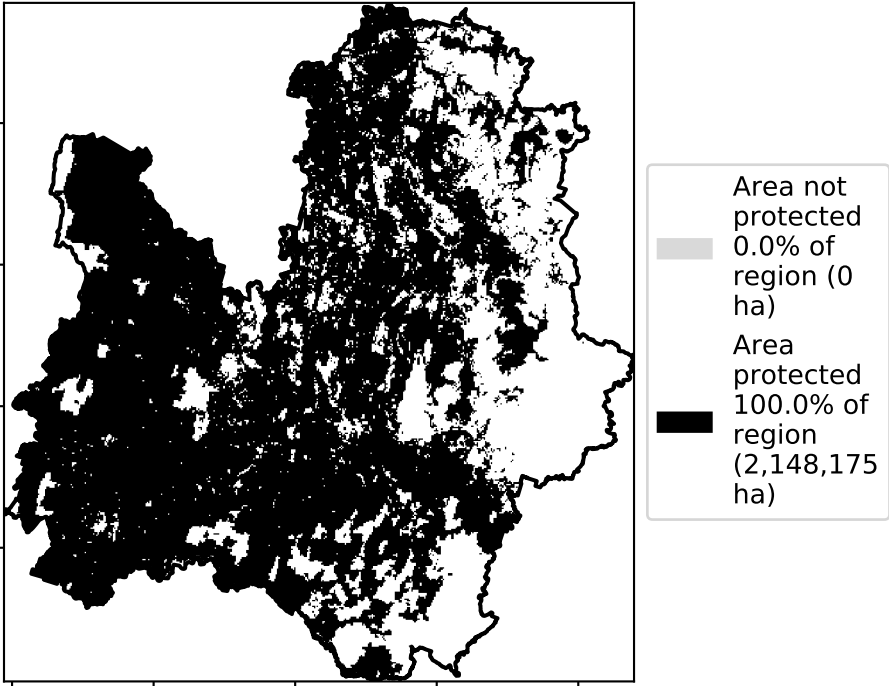 Area not
protected
0.0% of
region (0
ha)
Area
protected
100.0% of
region
(2,148,175
ha)